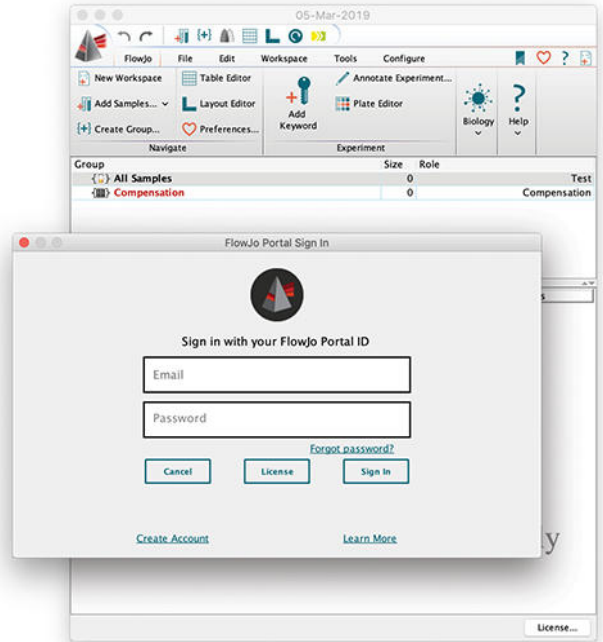 05-Mar-2019
FlowJo File Edit Workspace Tools Configure
New Workspace Table Editor Annotate Experiment...
Add Samples... Layout Editor Add Keyword Plate Editor Biology Help
{+} Create Group... Preferences...
Navigate Experiment
Group Size Role
All Samples 0 Test
Compensation 0 Compensation
FlowJo Portal Sign In
s
Sign in with your FlowJo Portal ID
Email
Password
Forgot password?
Cancel License Sign In
Create Account Learn More
ly
License...